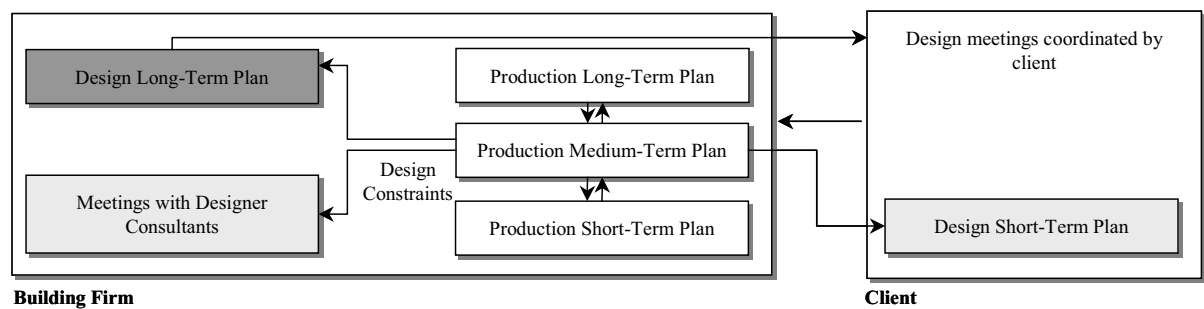 Design Long-Term Plan
Production Long-Term Plan
Design meetings coordinated by
client
Production Medium-Term Plan
Design
Constraints
Meetings with Designer
Consultants
Production Short-Term Plan
Design Short-Term Plan
Building Firm
Client